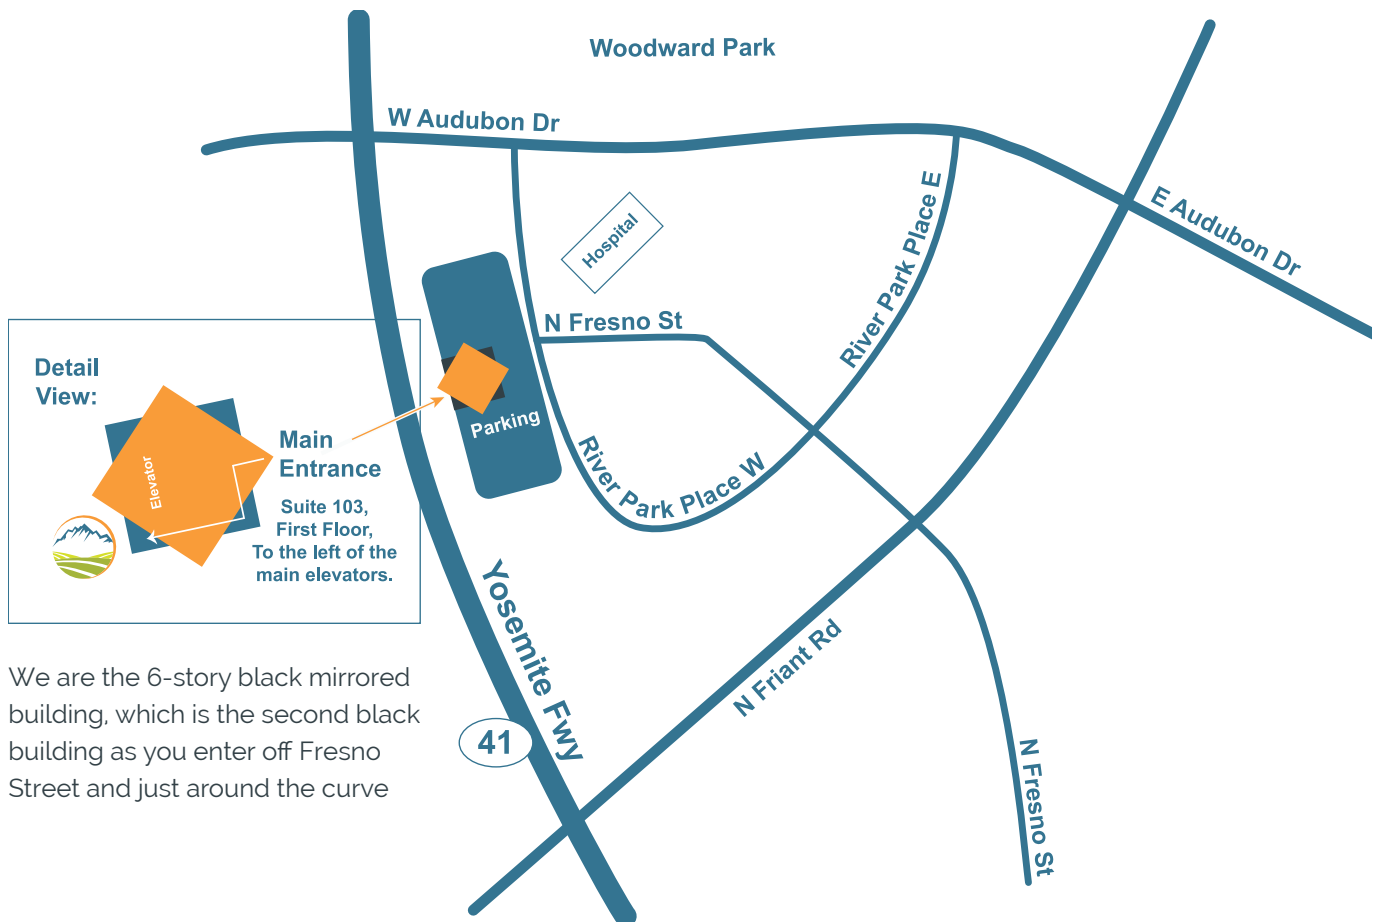 Woodward Park
W Audubon Dr
E Audubon Dr
River Park Place E
Hospital
N Fresno St
Parking
River Park Place W
Detail
View:
Elevator
Main
Entrance
Suite 103,
First Floor,
To the left of the
main elevators.
Yosemite Fwy
41
N Friant Rd
N Fresno St
We are the 6-story black mirrored
building, which is the second black
building as you enter off Fresno
Street and just around the curve